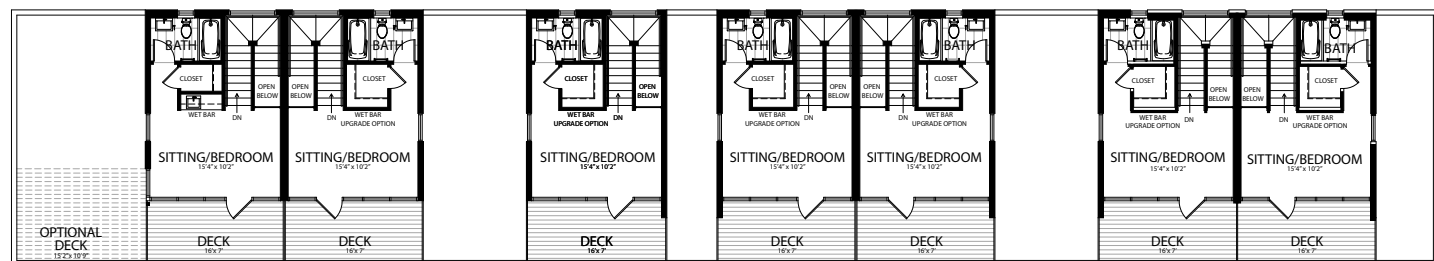 BATH
CLOSET
OPEN
BELOW
WET BAR
DN
SITTING/BEDROOM
15'4" x 10'2"
OPTIONAL
DECK
15'2"x 10'9"
DECK
16'x 7'
BATH
CLOSET
OPEN
BELOW
DN
WET BAR
UPGRADE OPTION
SITTING/BEDROOM
15'4" x 10'2"
DECK
16'x 7'
BATH
CLOSET
OPEN
BELOW
WET BAR
UPGRADE OPTION
DN
SITTING/BEDROOM
15'4" x 10'2"
DECK
16'x 7'
BATH
CLOSET
OPEN
BELOW
WET BAR
UPGRADE OPTION
DN
SITTING/BEDROOM
15'4" x 10'2"
DECK
16'x 7'
BATH
CLOSET
OPEN
BELOW
DN
WET BAR
UPGRADE OPTION
SITTING/BEDROOM
15'4" x 10'2"
DECK
16'x 7'
BATH
CLOSET
OPEN
BELOW
WET BAR
UPGRADE OPTION
DN
SITTING/BEDROOM
15'4" x 10'2"
DECK
16'x 7'
BATH
CLOSET
OPEN
BELOW
DN
WET BAR
UPGRADE OPTION
SITTING/BEDROOM
15'4" x 10'2"
DECK
16'x 7'